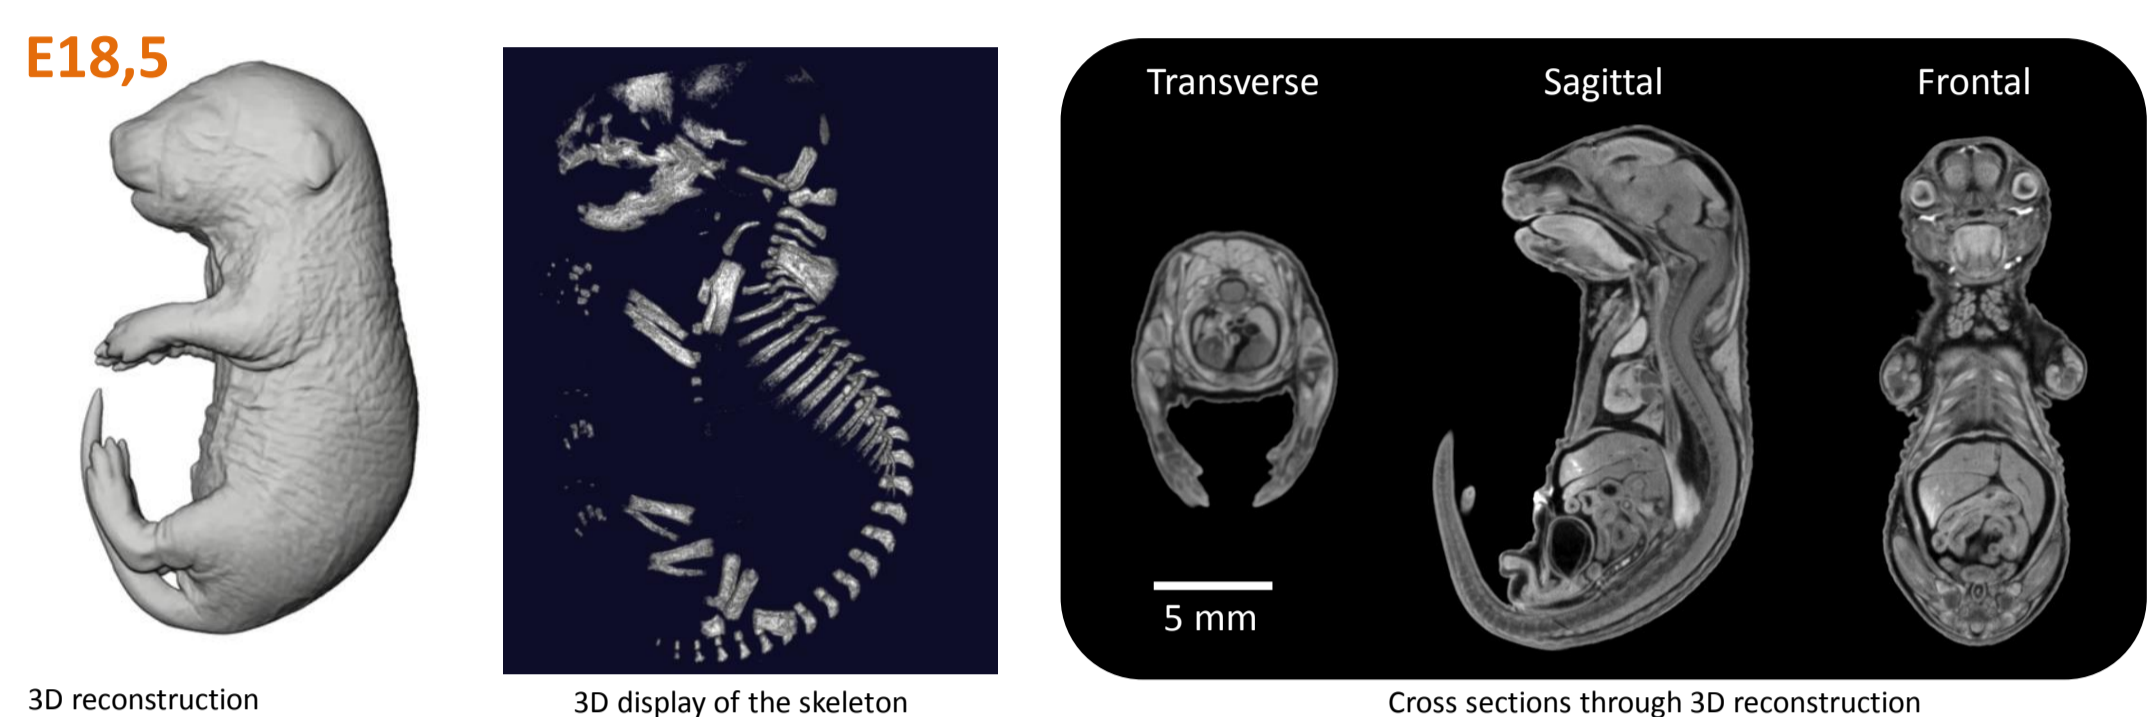 E18,5
Transverse
Sagittal
Frontal
5 mm
3D reconstruction
3D display of the skeleton
Cross sections through 3D reconstruction